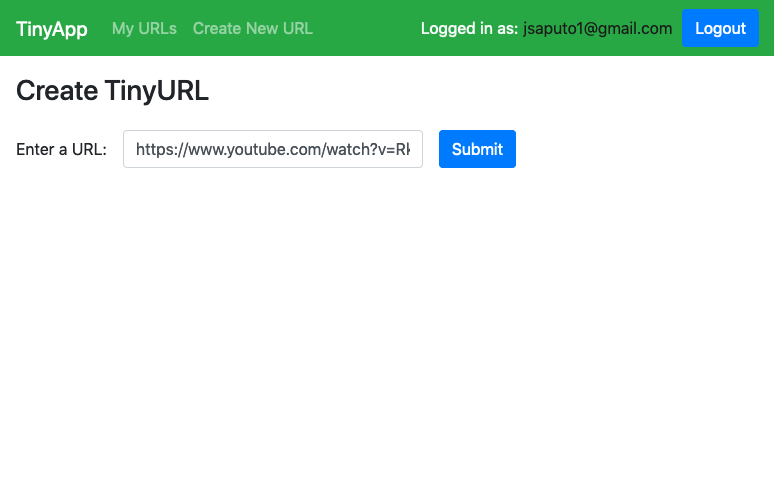 TinyApp My URLs Create New URL Logged in as: jsaputo1@gmail.com Logout
Create TinyURL
Enter a URL: https://www.youtube.com/watch?v=R Submit